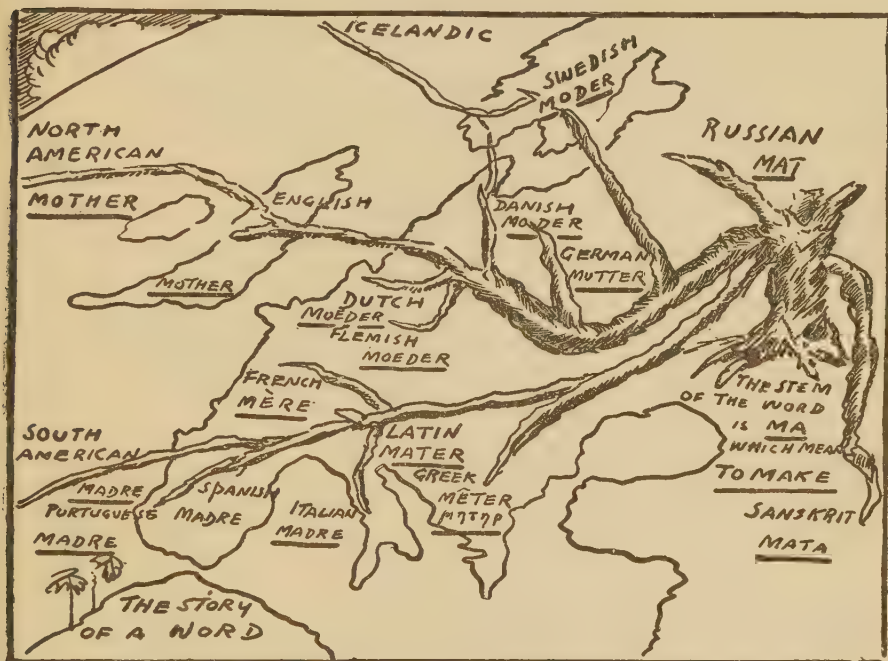 ICELANDIC
SWEDISH
MODER
NORTH
AMERICAN
MOTHER
RUSSIAN
MAT
ENGLISH
MOTHER
DANISH
MODER
GERMAN
MUTTER
DUTCH
MOEDER
FLEMISH
MOEDER
FRENCH
MÈRE
SOUTH
AMERICAN
MADRE
PORTUGUESE
MADRE
SPANISH
MADRE
ITALIAN
MADRE
LATIN
MATER
GREEK
MĒTER
μητηρ
THE STEM
OF THE WORD
IS MA
WHICH MEAN
TO MAKE
SANSKRIT
MATA
THE STORY
OF A WORD